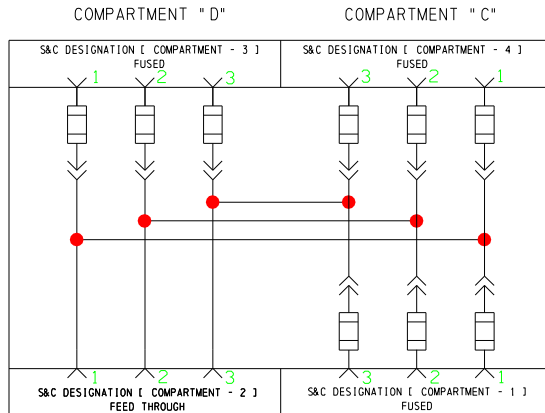 COMPARTMENT "D" COMPARTMENT "C"
S&C DESIGNATION [ COMPARTMENT - 3 ] S&C DESIGNATION [ COMPARTMENT - 4 ]
FUSED FUSED
1 2 3 3 2 1
1 2 3 3 2 1
S&C DESIGNATION [ COMPARTMENT - 2 ] S&C DESIGNATION [ COMPARTMENT - 1 ]
FEED THROUGH FUSED